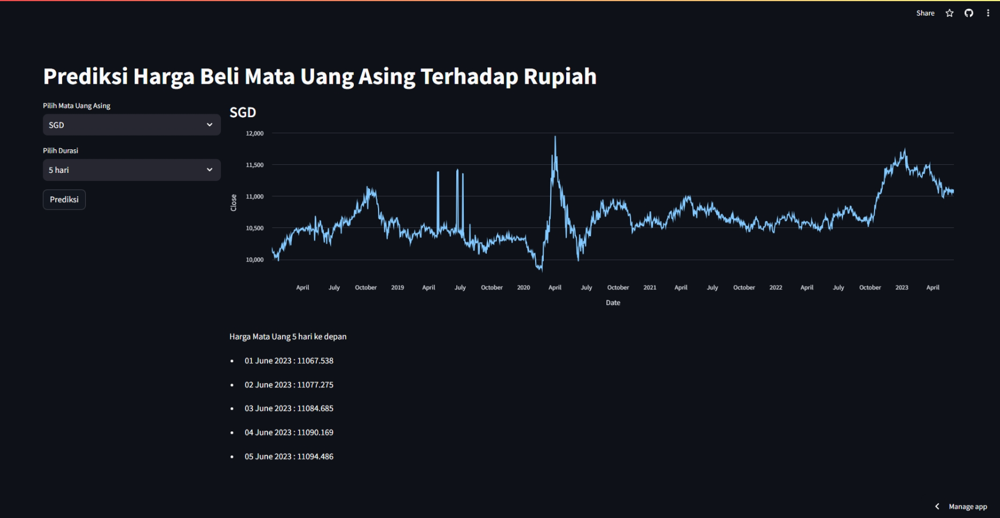 Share
Prediksi Harga Beli Mata Uang Asing Terhadap Rupiah
Pilih Mata Uang Asing
SGD
Pilih Durasi
5 hari
Prediksi
SGD
12,000
11,500
11,000
10,500
10,000
Close
April July October 2019 April July October 2020 April July October 2021 April July October 2022 April July October 2023 April
Date
Harga Mata Uang 5 hari ke depan
• 01 June 2023 : 11067.538
• 02 June 2023 : 11077.275
• 03 June 2023 : 11084.685
• 04 June 2023 : 11090.169
• 05 June 2023 : 11094.486
Manage app